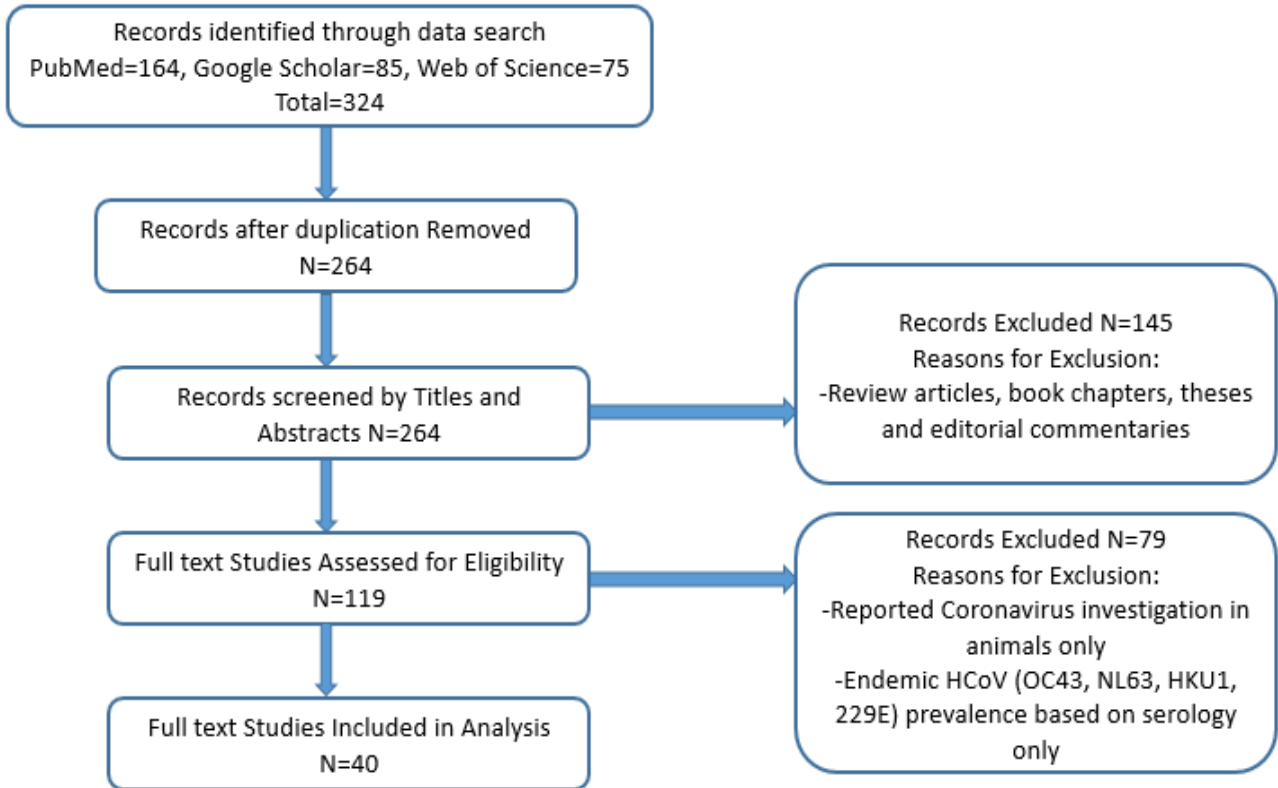 Records identified through data search
PubMed=164, Google Scholar=85, Web of Science=75
Total=324
Records after duplication Removed
N=264
Records screened by Titles and
Abstracts N=264
Records Excluded N=145
Reasons for Exclusion:
-Review articles, book chapters, theses
and editorial commentaries
Full text Studies Assessed for Eligibility
N=119
Records Excluded N=79
Reasons for Exclusion:
-Reported Coronavirus investigation in
animals only
-Endemic HCoV (OC43, NL63, HKU1,
229E) prevalence based on serology
only
Full text Studies Included in Analysis
N=40